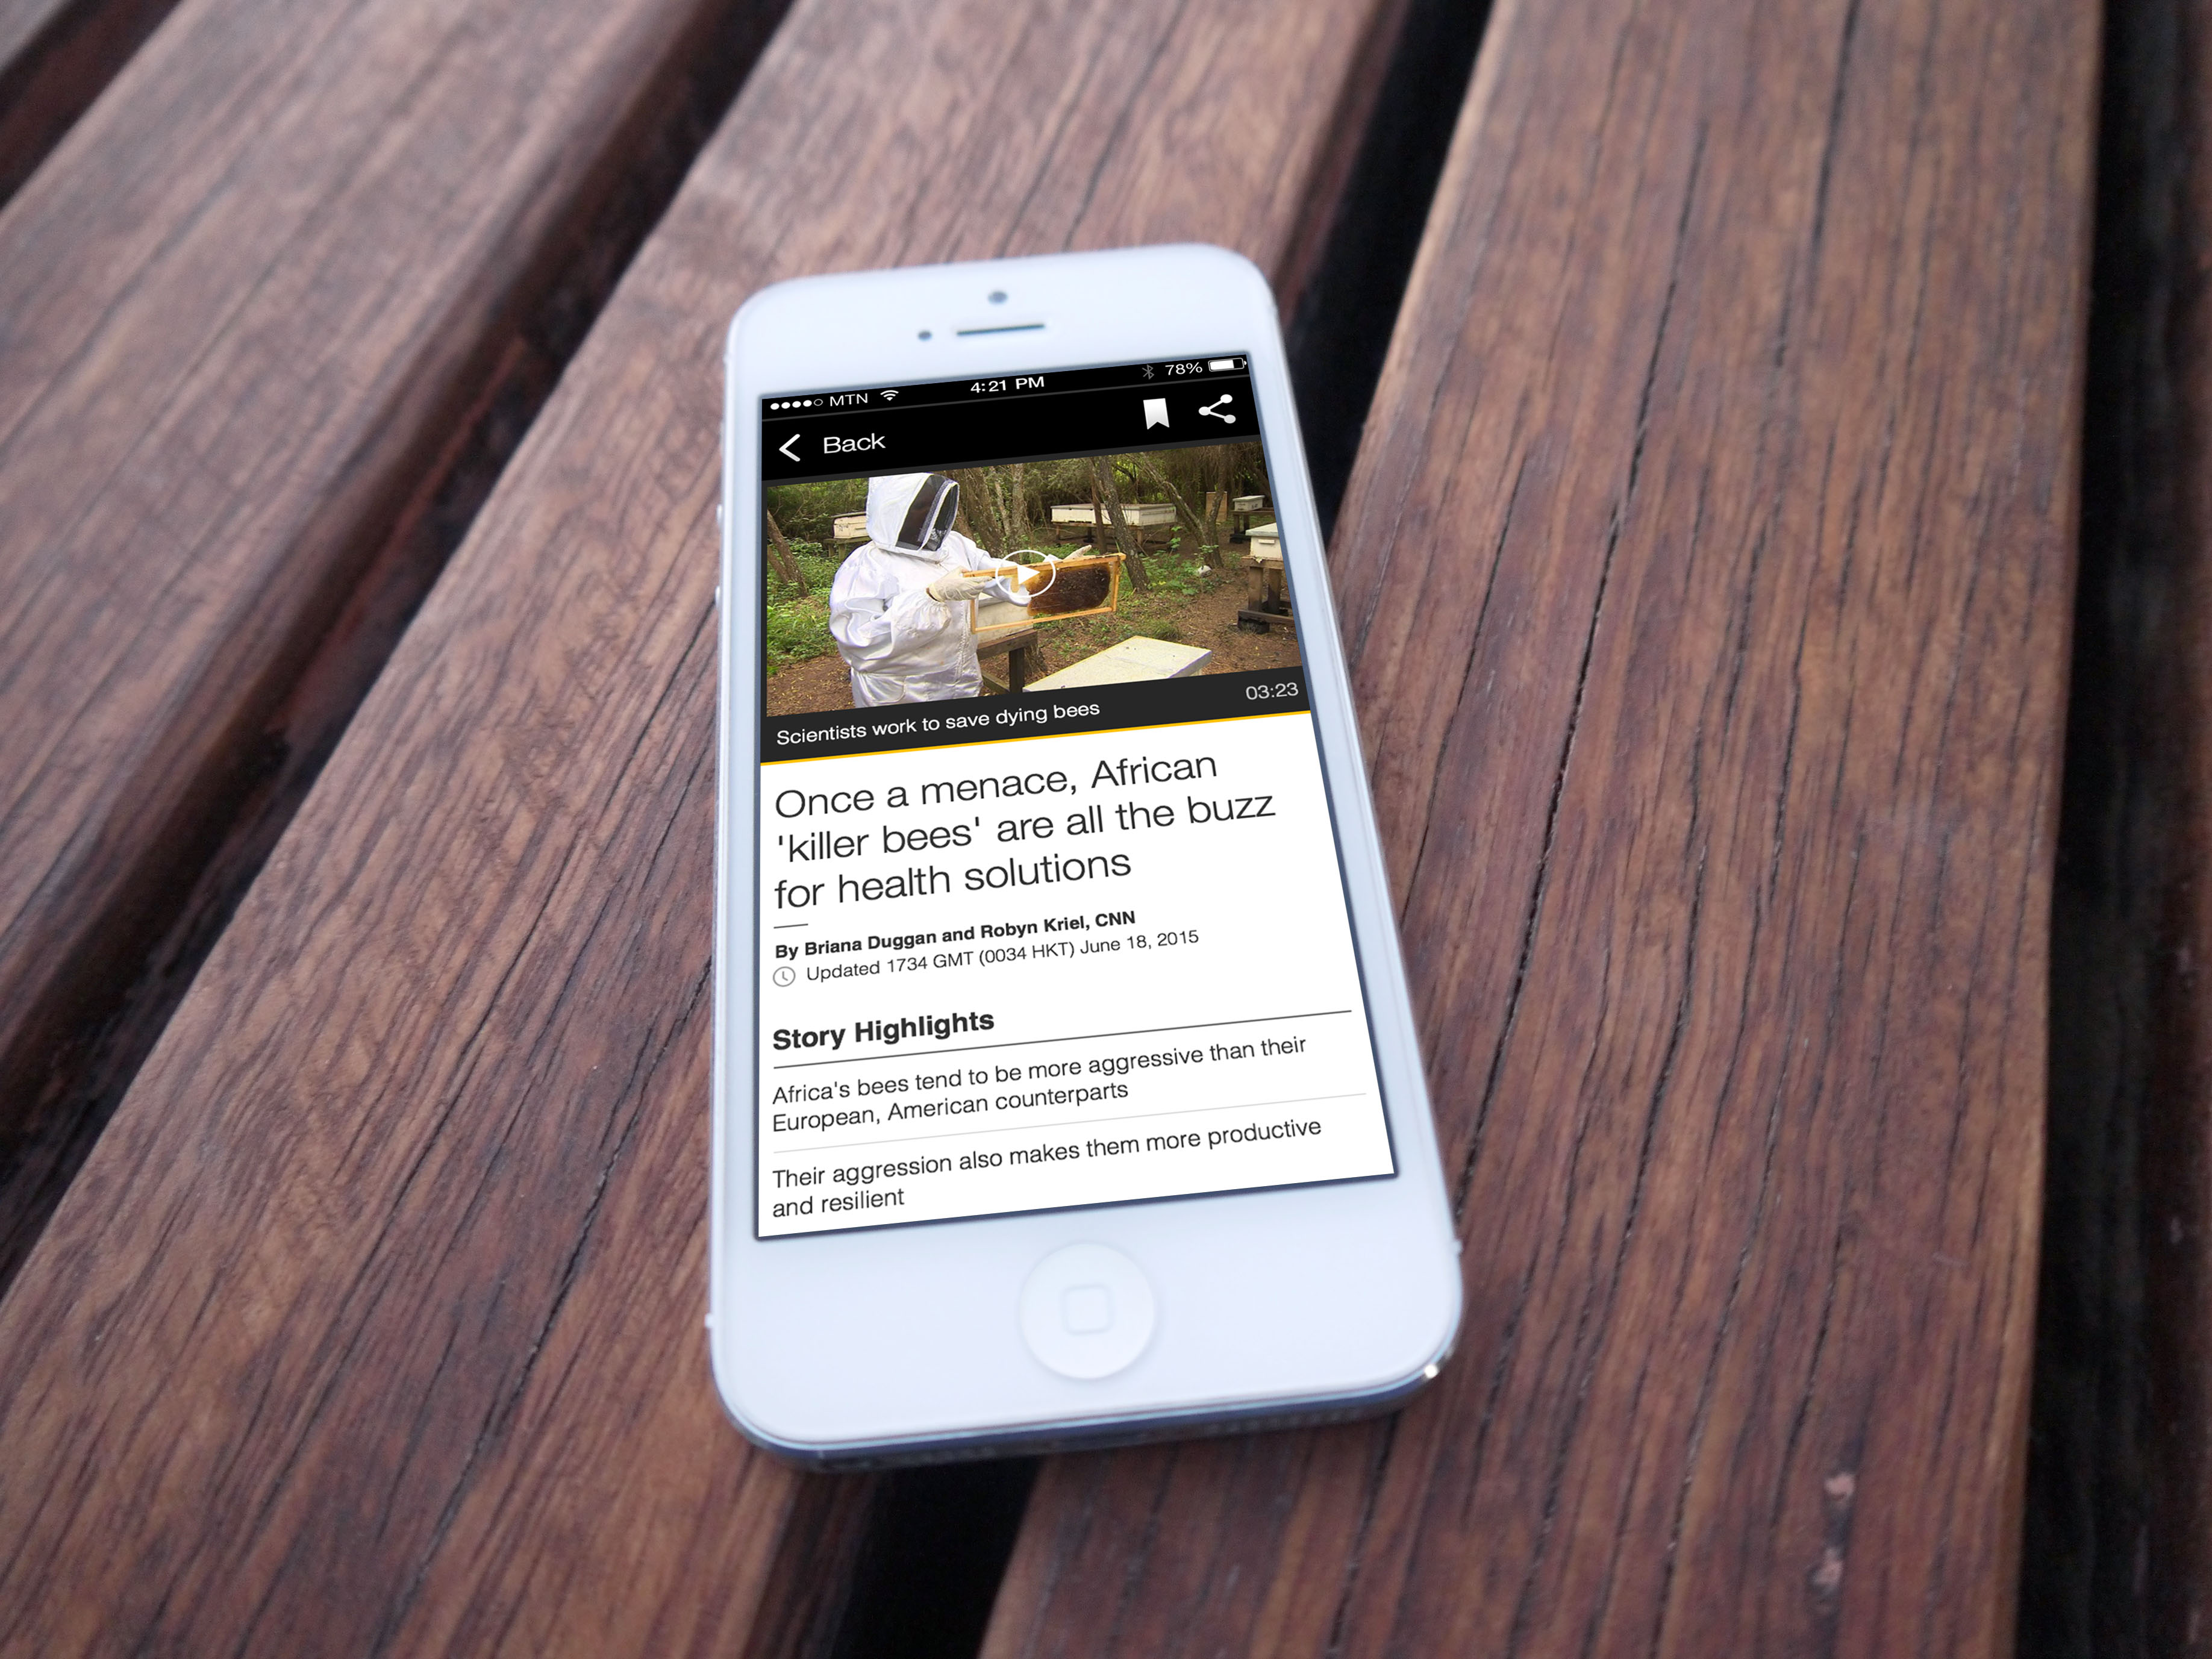 MTN 4:21 PM 78%
Back
Scientists work to save dying bees 03:23
Once a menace, African
'killer bees' are all the buzz
for health solutions
By Briana Duggan and Robyn Kriel, CNN
Updated 1734 GMT (0034 HKT) June 18, 2015
Story Highlights
Africa's bees tend to be more aggressive than their
European, American counterparts
Their aggression also makes them more productive
and resilient